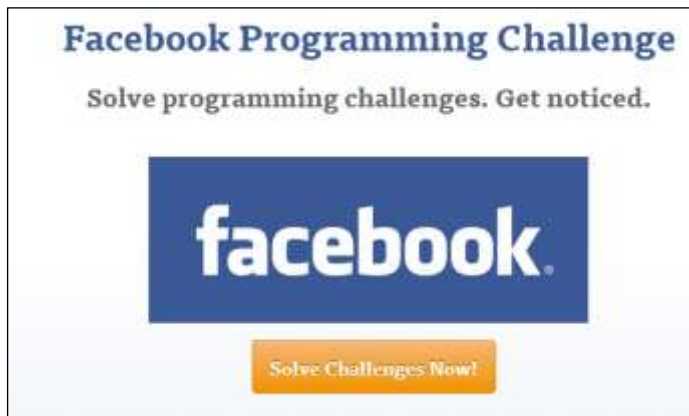 Facebook Programming Challenge
Solve programming challenges. Get noticed.
facebook®
Solve Challenges Now!